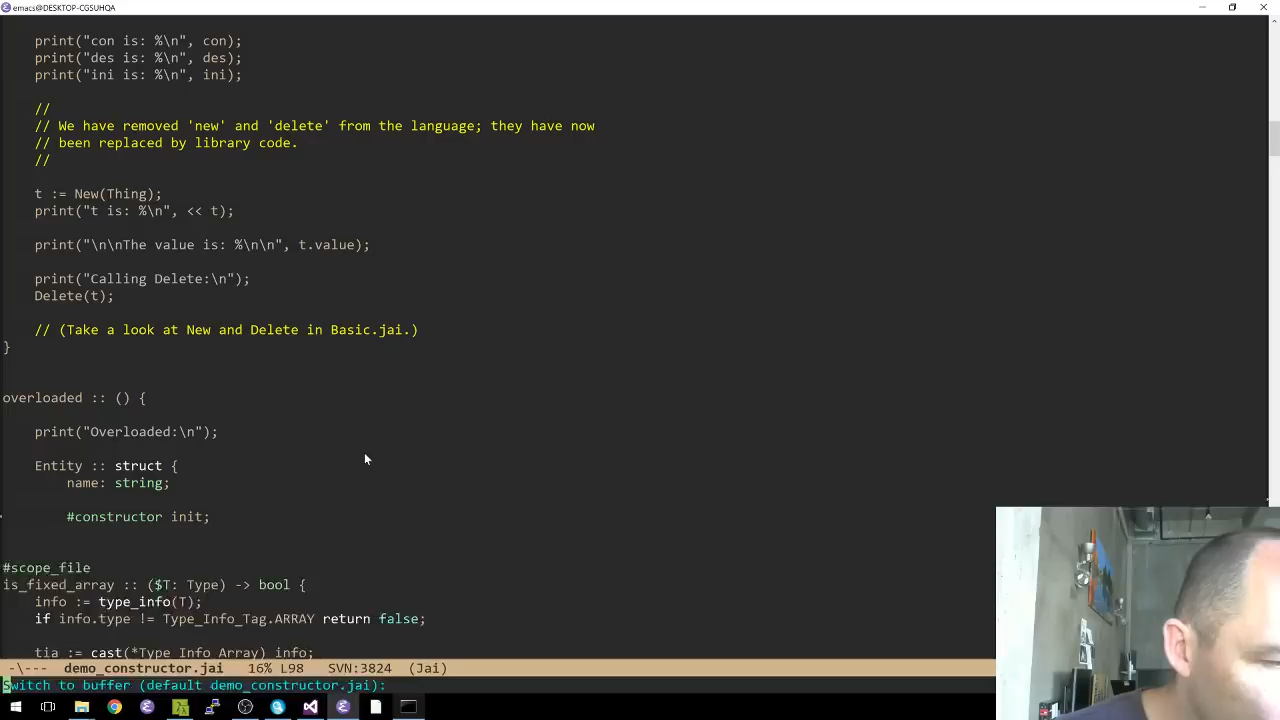 emacs@DESKTOP-CGSUHQA
print("con is: %\n", con);
print("des is: %\n", des);
print("ini is: %\n", ini);
//
// We have removed 'new' and 'delete' from the language; they have now
// been replaced by library code.
//
t := New(Thing);
print("t is: %\n", << t);
print("\n\nThe value is: %\n\n", t.value);
print("Calling Delete:\n");
Delete(t);
// (Take a look at New and Delete in Basic.jai.)
}
overloaded :: () {
print("Overloaded:\n");
Entity :: struct {
name: string;
#constructor init;
#scope_file
is_fixed_array :: ($T: Type) -> bool {
info := type_info(T);
if info.type != Type_Info_Tag.ARRAY return false;
tia := cast(*Type_Info_Array) info;
-\--- demo_constructor.jai 16% L98 SVN:3824 (Jai)
Switch to buffer (default demo_constructor.jai):